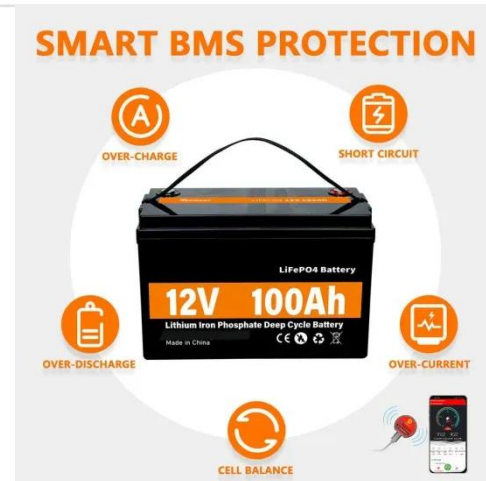 SMART BMS PROTECTION
OVER-CHARGE
SHORT CIRCUIT
LiFePO4 Battery
12V 100Ah
Lithium Iron Phosphate Deep Cycle Battery
Made in China
OVER-DISCHARGE
OVER-CURRENT
CELL BALANCE